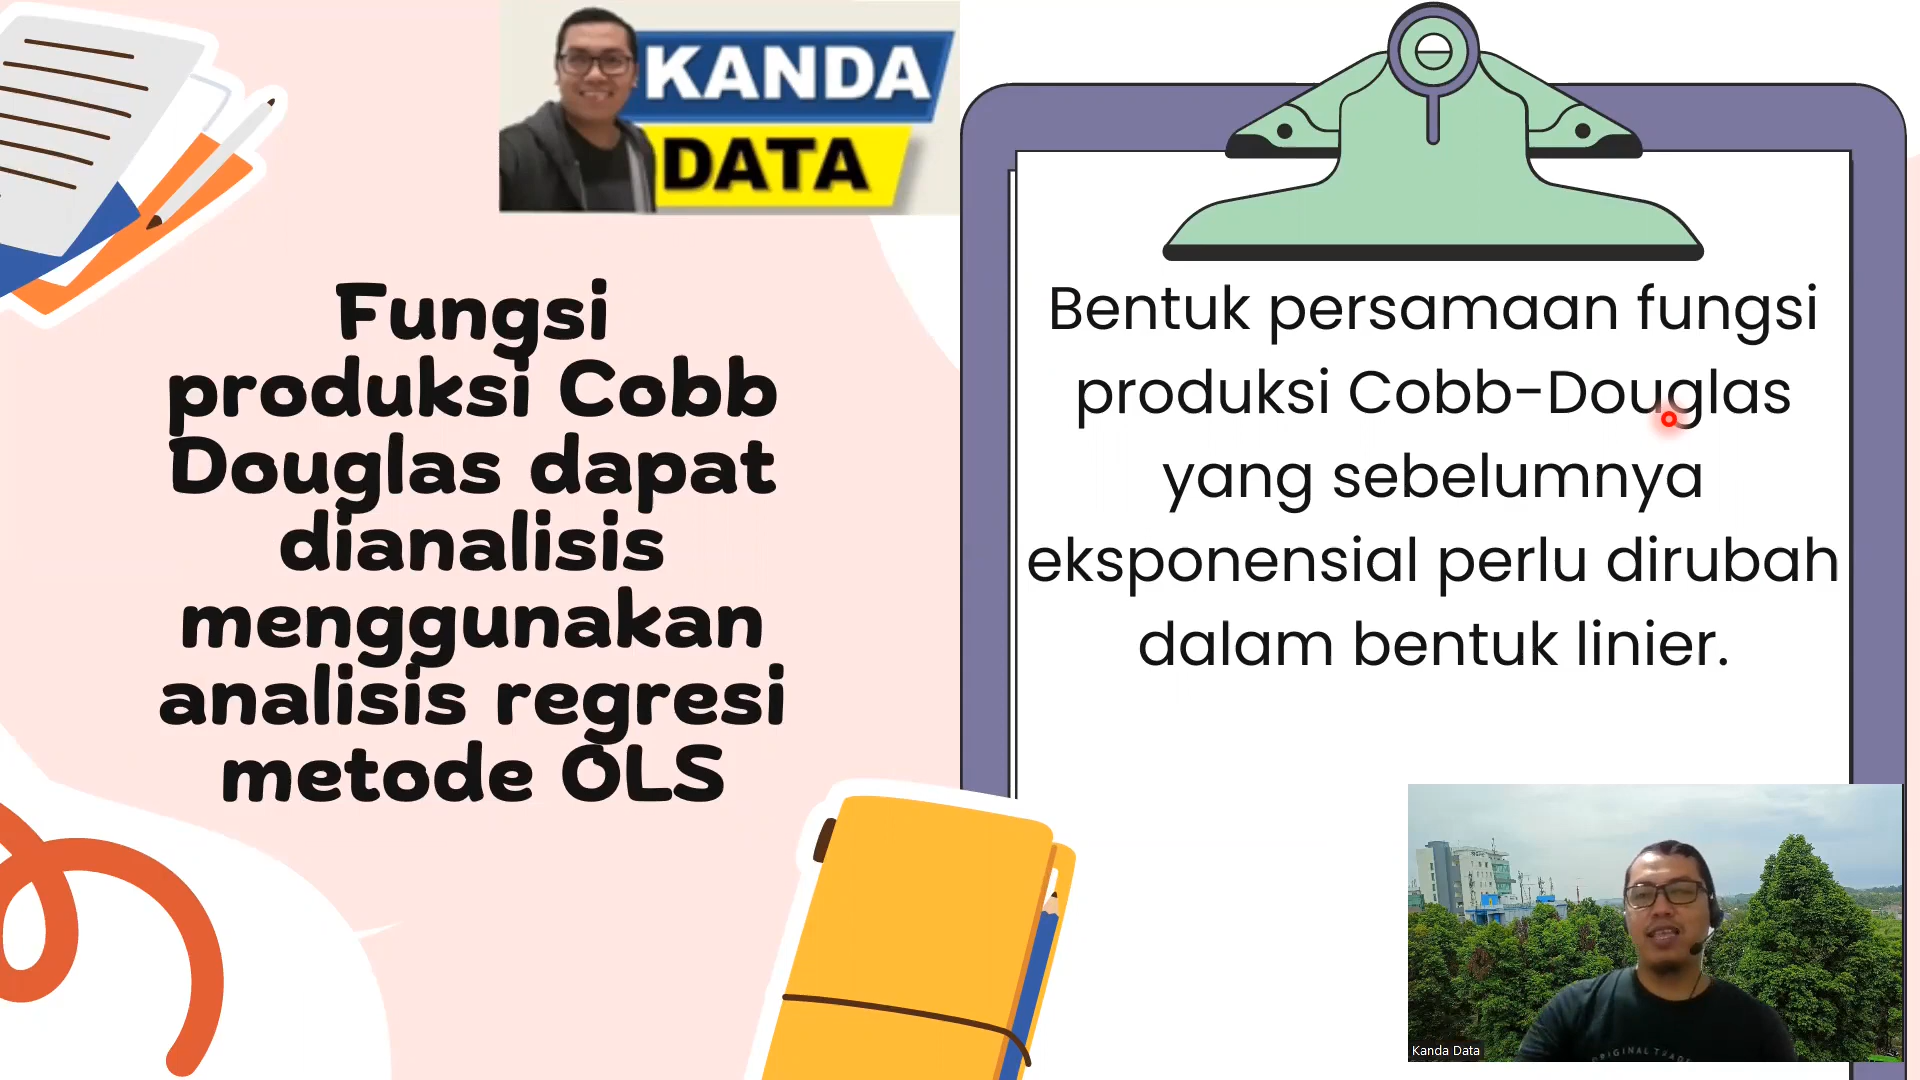 KANDA
DATA
Fungsi
produksi Cobb
Douglas dapat
dianalisis
menggunakan
analisis regresi
metode OLS
Bentuk persamaan fungsi
produksi Cobb-Douglas
yang sebelumnya
eksponensial perlu dirubah
dalam bentuk linier.
Kanda Data
ORIGINAL